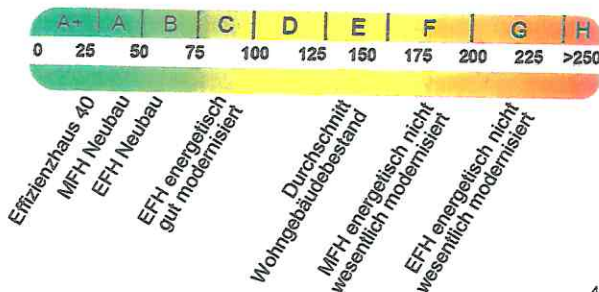 A+ A B C D E F G H
0 25 50 75 100 125 150 175 200 225 >250
Effizienzhaus 40
MFH Neubau
EFH Neubau
EFH energetisch
gut modernisiert
Durchschnitt
Wohngebäudebestand
MFH energetisch nicht
wesentlich modernisiert
EFH energetisch nicht
wesentlich modernisiert
4